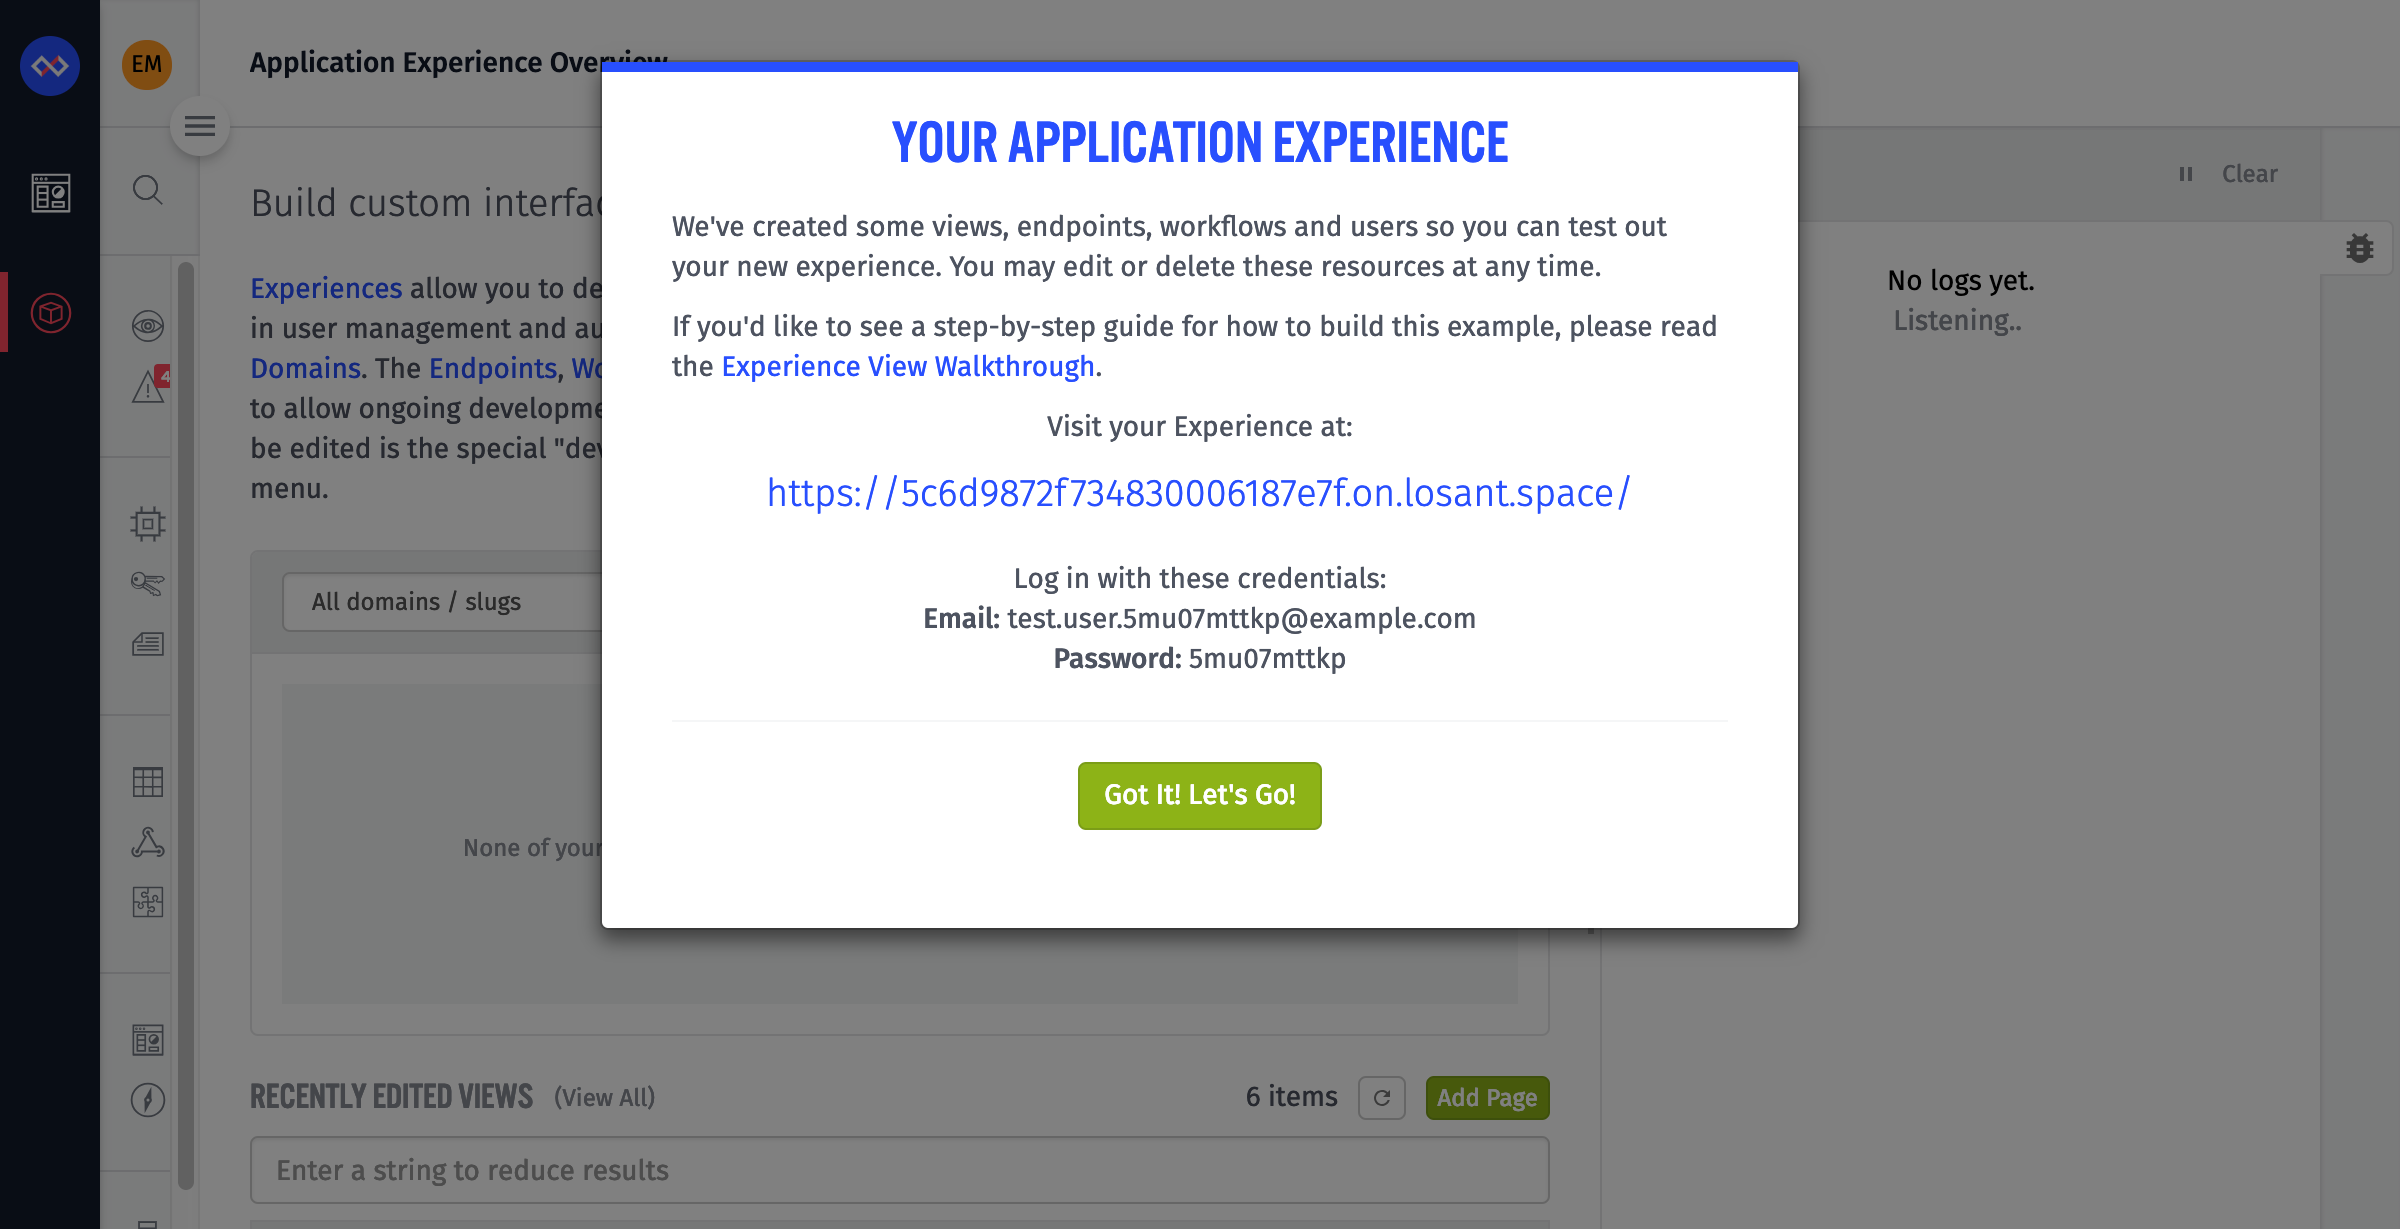 EM
Application Experience Overview
Clear
Build custom interfac
Experiences allow you to de
in user management and au
Domains. The Endpoints, Wo
to allow ongoing developme
be edited is the special "dev
menu.
4
All domains / slugs
None of your
YOUR APPLICATION EXPERIENCE
We've created some views, endpoints, workflows and users so you can test out
your new experience. You may edit or delete these resources at any time.
If you'd like to see a step-by-step guide for how to build this example, please read
the Experience View Walkthrough.
Visit your Experience at:
https://5c6d9872f734830006187e7f.on.losant.space/
Log in with these credentials:
Email: test.user.5mu07mttkp@example.com
Password: 5mu07mttkp
Got It! Let's Go!
No logs yet.
Listening..
RECENTLY EDITED VIEWS (View All)
6 items
Add Page
Enter a string to reduce results